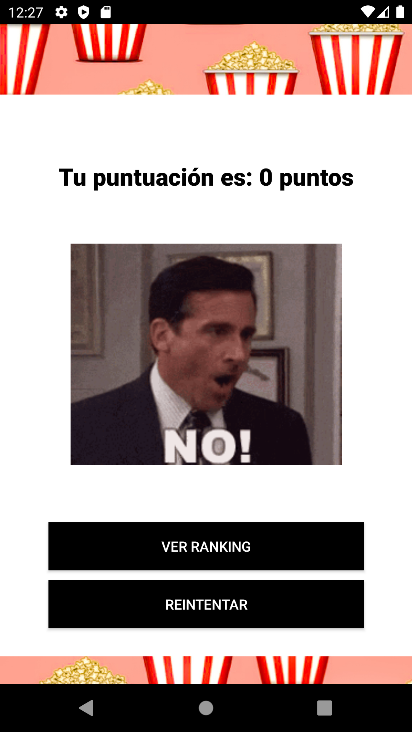 12:27
Tu puntuación es: 0 puntos
NO!
VER RANKING
REINTENTAR